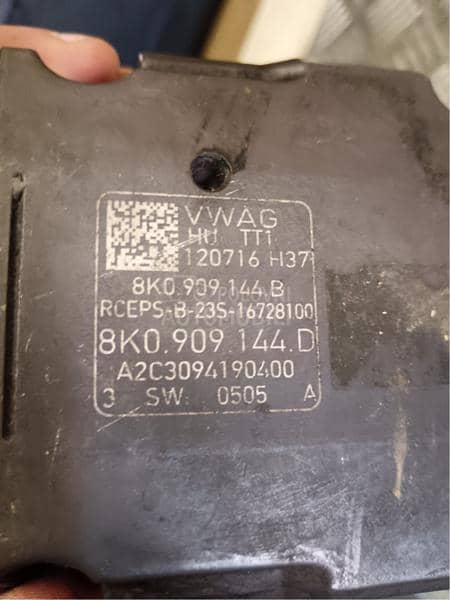 VWAG
HU TT1
120716 H37
8K0.909.144.B
RCEPS-B-23S-16728100
8K0.909.144.D
A2C3094190400
3 SW: 0505 A